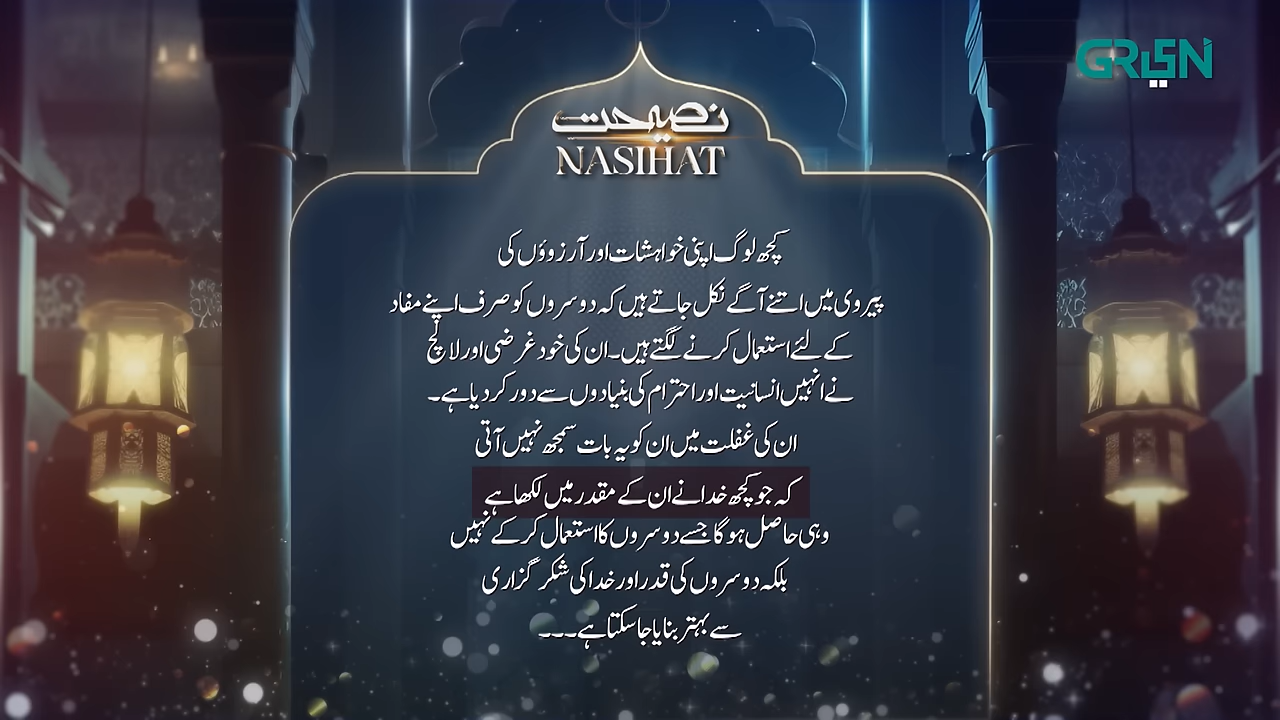 GREEN
نصیحت
NASIHAT
کچھ لوگ اپنی خواہشات اور آرزوؤں کی
پیروی میں اتنے آگے نکل جاتے ہیں کہ دوسروں کو صرف اپنے مفاد
کے لئے استعمال کرنے لگتے ہیں۔ ان کی خود غرضی اور لالچ
نے انہیں انسانیت اور احترام کی بنیادوں سے دور کر دیا ہے۔
ان کی غفلت میں ان کو یہ بات سمجھ نہیں آتی
کہ جو کچھ خدا نے ان کے مقدر میں لکھا ہے
وہی حاصل ہوگا جسے دوسروں کا استعمال کر کے نہیں
بلکہ دوسروں کی قدر اور خدا کی شکر گزاری
سے بہتر بنایا جا سکتا ہے۔۔۔